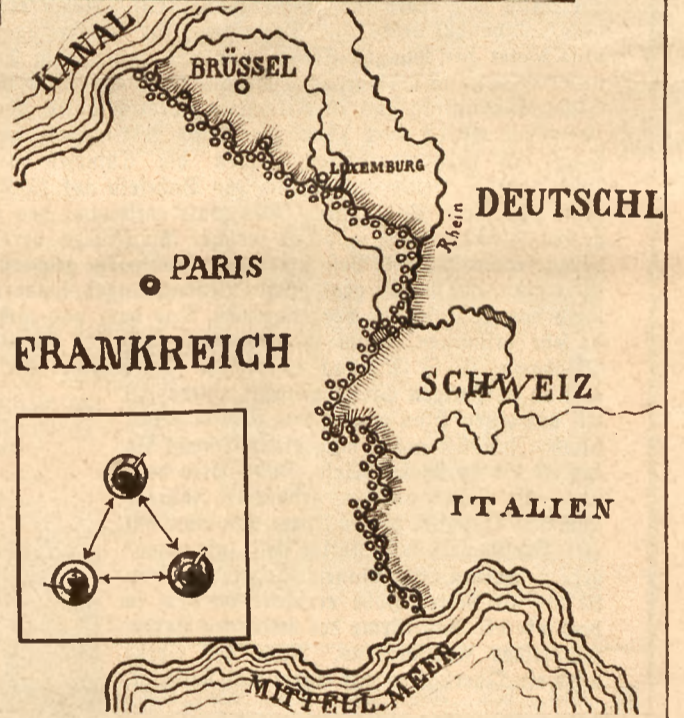 KANAL
BRÜSSEL
LUXEMBURG
DEUTSCHL
Rhein
PARIS
FRANKREICH
SCHWEIZ
ITALIEN
MITTELL. MEER